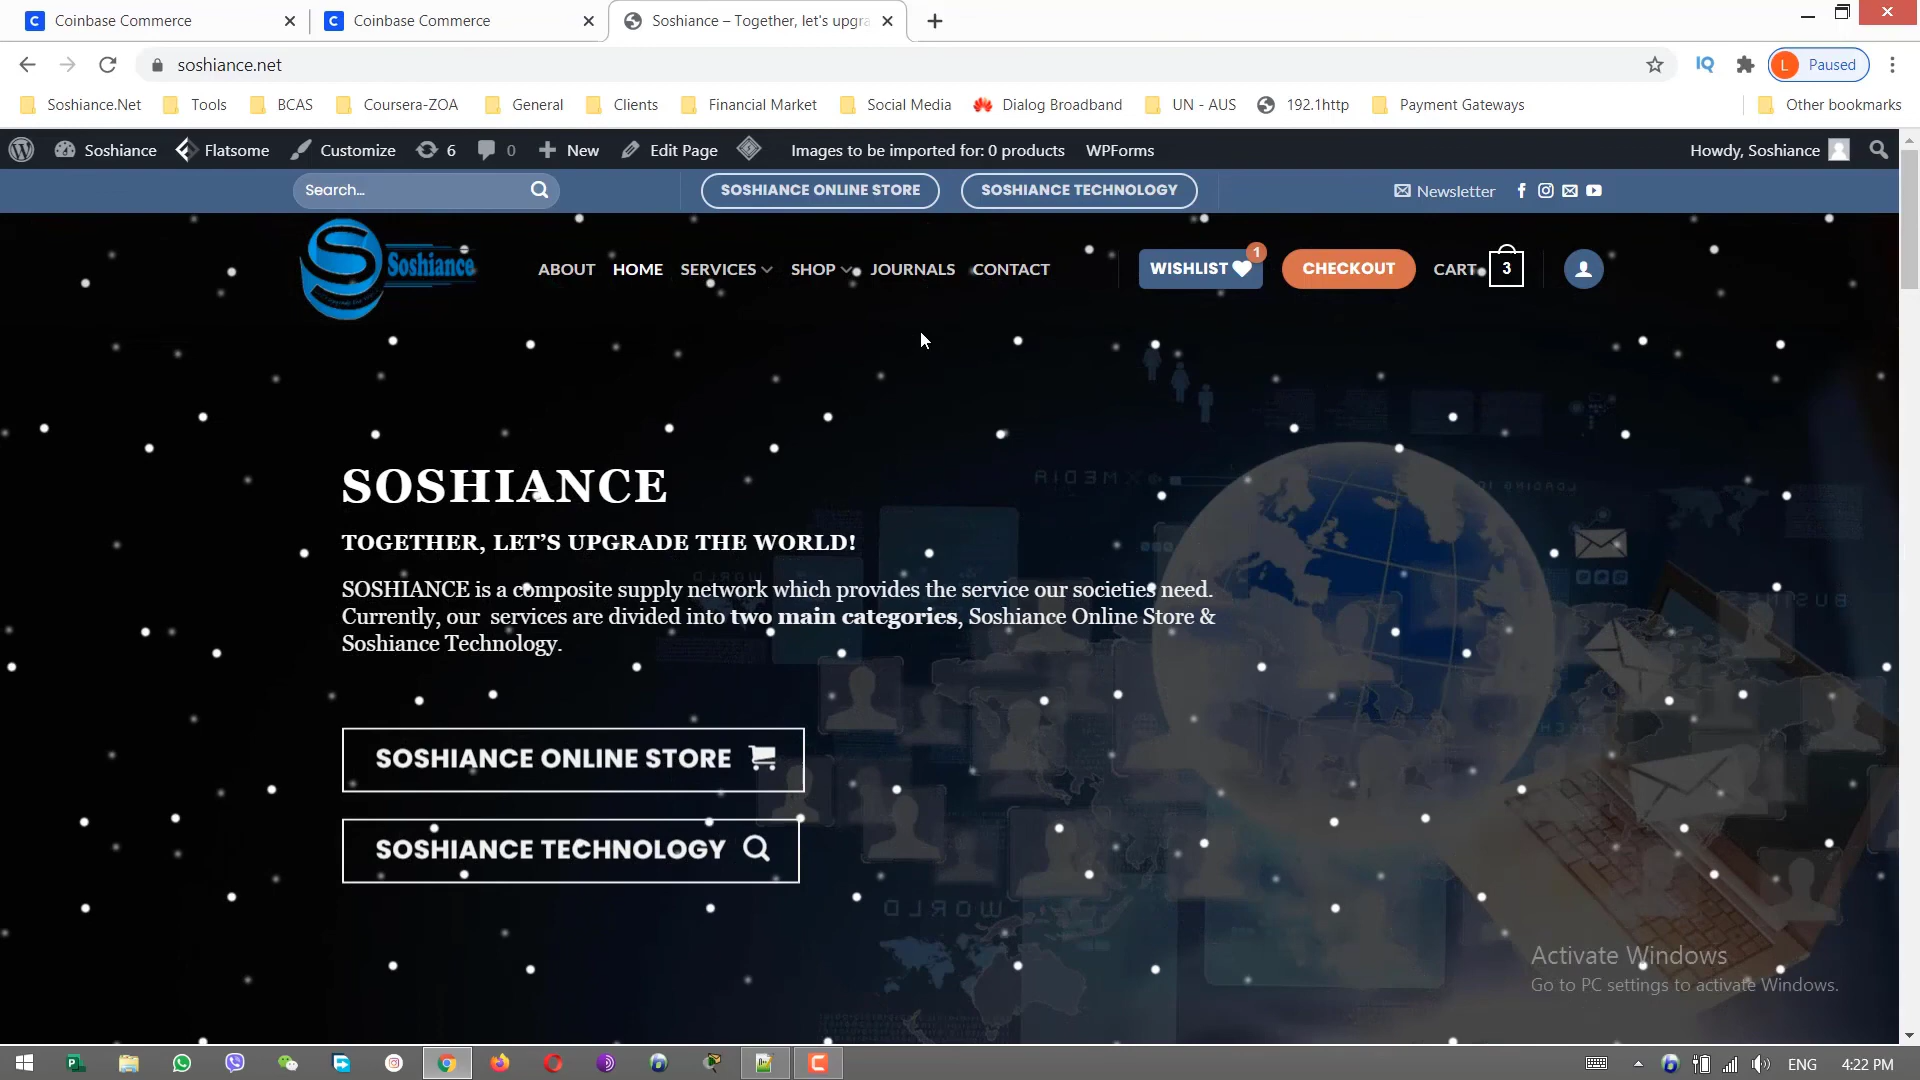 Coinbase Commerce
Coinbase Commerce
Soshiance – Together, let's upgra
soshiance.net
IQ
L Paused
Soshiance.Net
Tools
BCAS
Coursera-ZOA
General
Clients
Financial Market
Social Media
Dialog Broadband
UN - AUS
192.1http
Payment Gateways
Other bookmarks
Soshiance
Flatsome
Customize
6
0
New
Edit Page
Images to be imported for: 0 products
WPForms
Howdy, Soshiance
Search...
SOSHIANCE ONLINE STORE
SOSHIANCE TECHNOLOGY
Newsletter
Soshiance
ABOUT
HOME
SERVICES
SHOP
JOURNALS
CONTACT
WISHLIST
1
CHECKOUT
CART
3
SOSHIANCE
TOGETHER, LET'S UPGRADE THE WORLD!
SOSHIANCE is a composite supply network which provides the service our societies need.
Currently, our services are divided into two main categories, Soshiance Online Store &
Soshiance Technology.
SOSHIANCE ONLINE STORE
SOSHIANCE TECHNOLOGY
Activate Windows
Go to PC settings to activate Windows.
ENG
4:22 PM